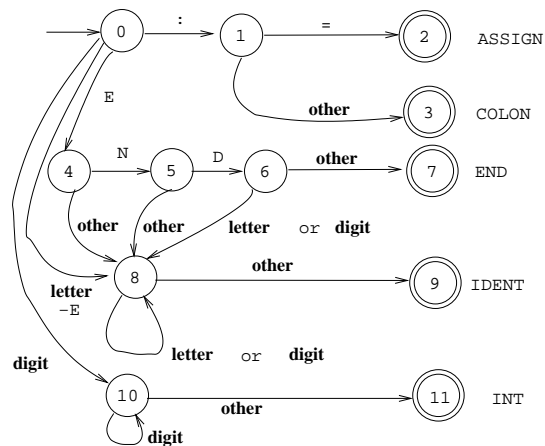 :
=
0 1 2 ASSIGN
E
other
3 COLON
N D other
4 5 6 7 END
other other letter or digit
8 other
9 IDENT
letter
-E
letter or digit
digit
10 other 11 INT
digit